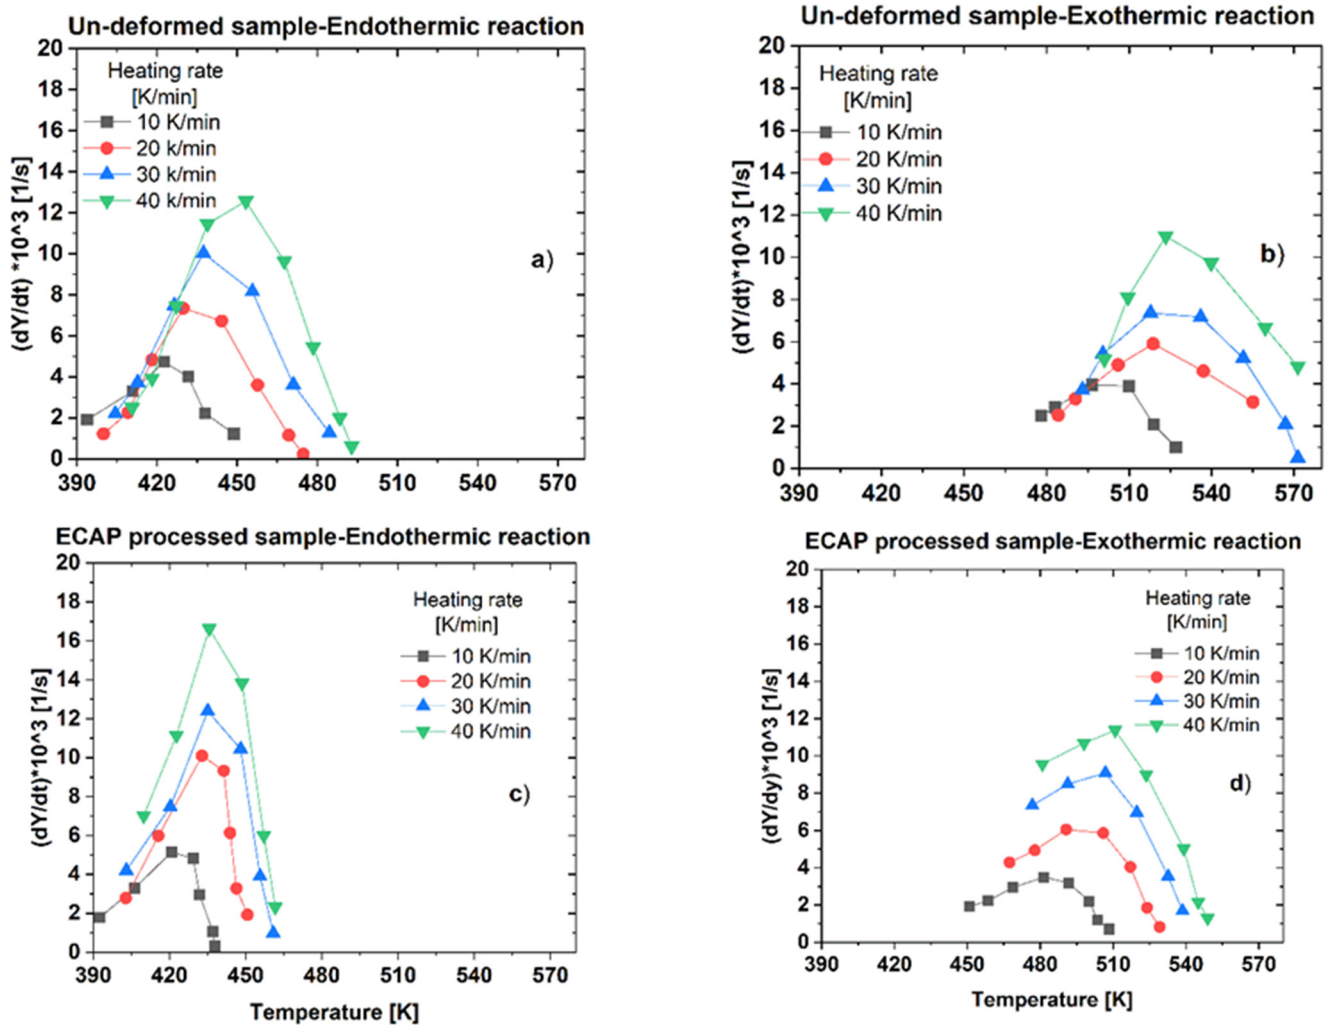 Un-deformed sample-Endothermic reaction
20
18
16
14
12
10
8
6
4
2
0
(dY/dt) *10^3 [1/s]
Heating rate
[K/min]
10 K/min
20 k/min
30 k/min
40 k/min
a)
390 420 450 480 510 540 570
Un-deformed sample-Exothermic reaction
20
18
16
14
12
10
8
6
4
2
0
(dY/dt)*10^3 [1/s]
Heating rate
[K/min]
10 K/min
20 K/min
30 K/min
40 K/min
b)
390 420 450 480 510 540 570
ECAP processed sample-Endothermic reaction
20
18
16
14
12
10
8
6
4
2
0
(dY/dt)*10^3 [1/s]
Heating rate
[K/min]
10 K/min
20 K/min
30 K/min
40 K/min
c)
390 420 450 480 510 540 570
Temperature [K]
ECAP processed sample-Exothermic reaction
20
18
16
14
12
10
8
6
4
2
0
(dY/dy)*10^3 [1/s]
Heating rate
[K/min]
10 K/min
20 K/min
30 K/min
40 K/min
d)
390 420 450 480 510 540 570
Temperature [K]